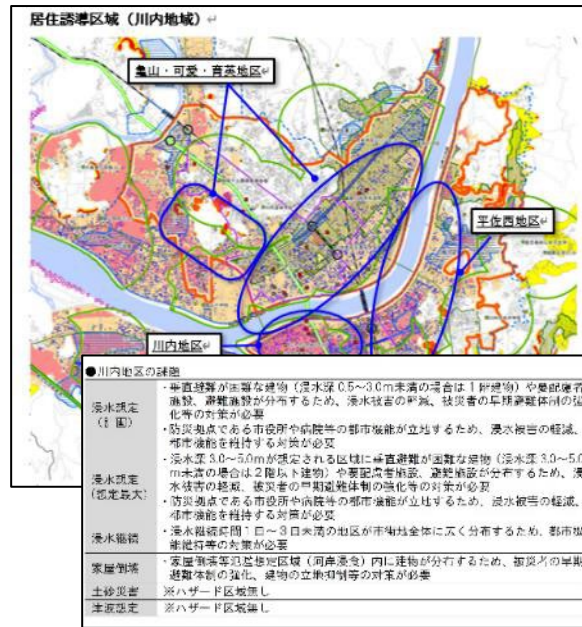 居住誘導区域（川内地域）
亀山・可愛・育英地区
平佐西地区
川内地区
●川内地区の課題
浸水想定
（計画）
・垂直避難が困難な建物（浸水深0.5～3.0m未満の場合は1階建物）や要配慮者
施設、避難施設が分布するため、浸水被害の軽減、被災者の早期避難体制の強
化等の対策が必要
・防災拠点である市役所や病院等の都市機能が立地するため、浸水被害の軽減、
都市機能を維持する対策が必要
浸水想定
（想定最大）
・浸水深3.0～5.0mが想定される区域に垂直避難が困難な建物（浸水深3.0～5.0
m未満の場合は2階以下建物）や要配慮者施設、避難施設が分布するため、浸
水被害の軽減、被災者の早期避難体制の強化等の対策が必要
・防災拠点である市役所や病院等の都市機能が立地するため、浸水被害の軽減、
都市機能を維持する対策が必要
浸水継続
・浸水継続時間1日～3日未満の地区が市街地全体に広く分布するため、都市機
能維持等の対策が必要
家屋倒壊
・家屋倒壊等氾濫想定区域（河岸浸食）内に建物が分布するため、被災者の早期
避難体制の強化、建物の立地抑制等の対策が必要
土砂災害
※ハザード区域無し
津波想定
※ハザード区域無し